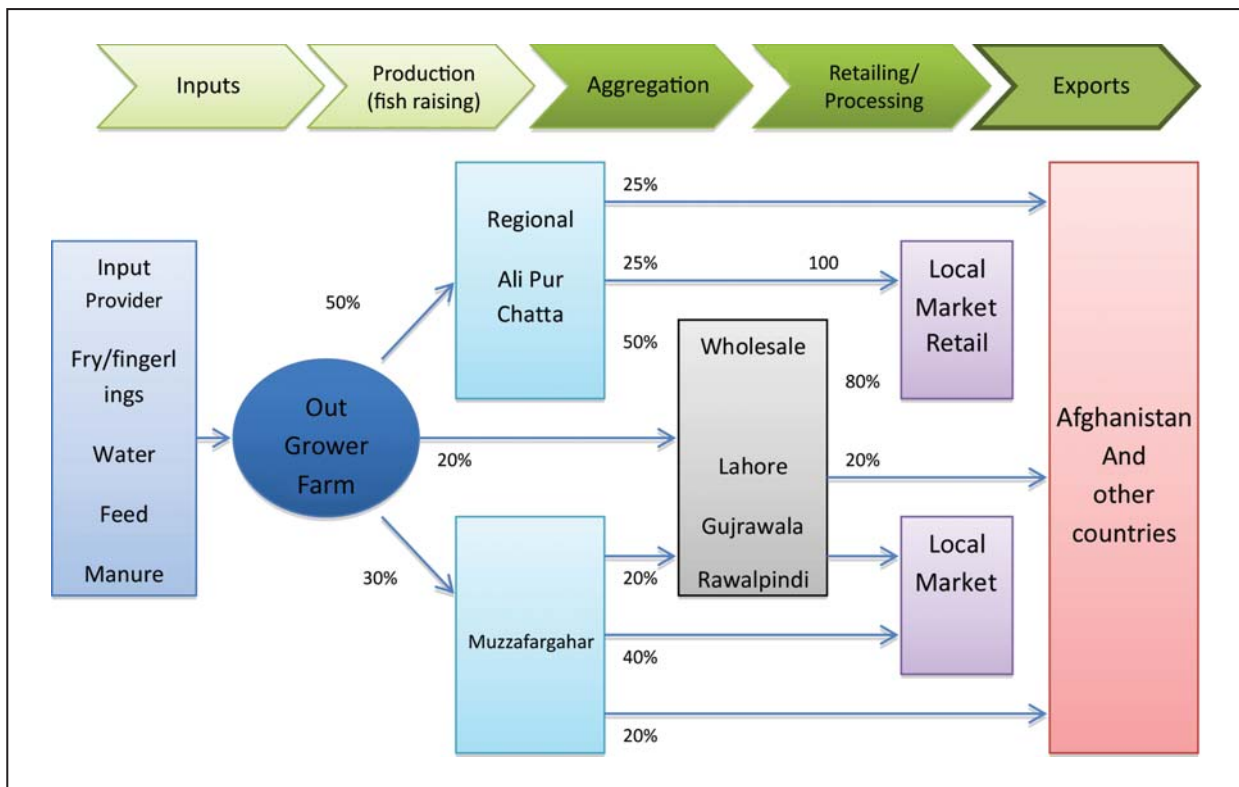 Inputs
Production
(fish raising)
Aggregation
Retailing/
Processing
Exports
Input
Provider
Fry/fingerl
ings
Water
Feed
Manure
Out
Grower
Farm
50%
20%
30%
Regional
Ali Pur
Chatta
25%
25%
100
50%
Wholesale
Lahore
Gujrawala
Rawalpindi
80%
20%
Local
Market
Retail
Muzzafargahar
20%
40%
20%
Local
Market
Afghanistan
And
other
countries